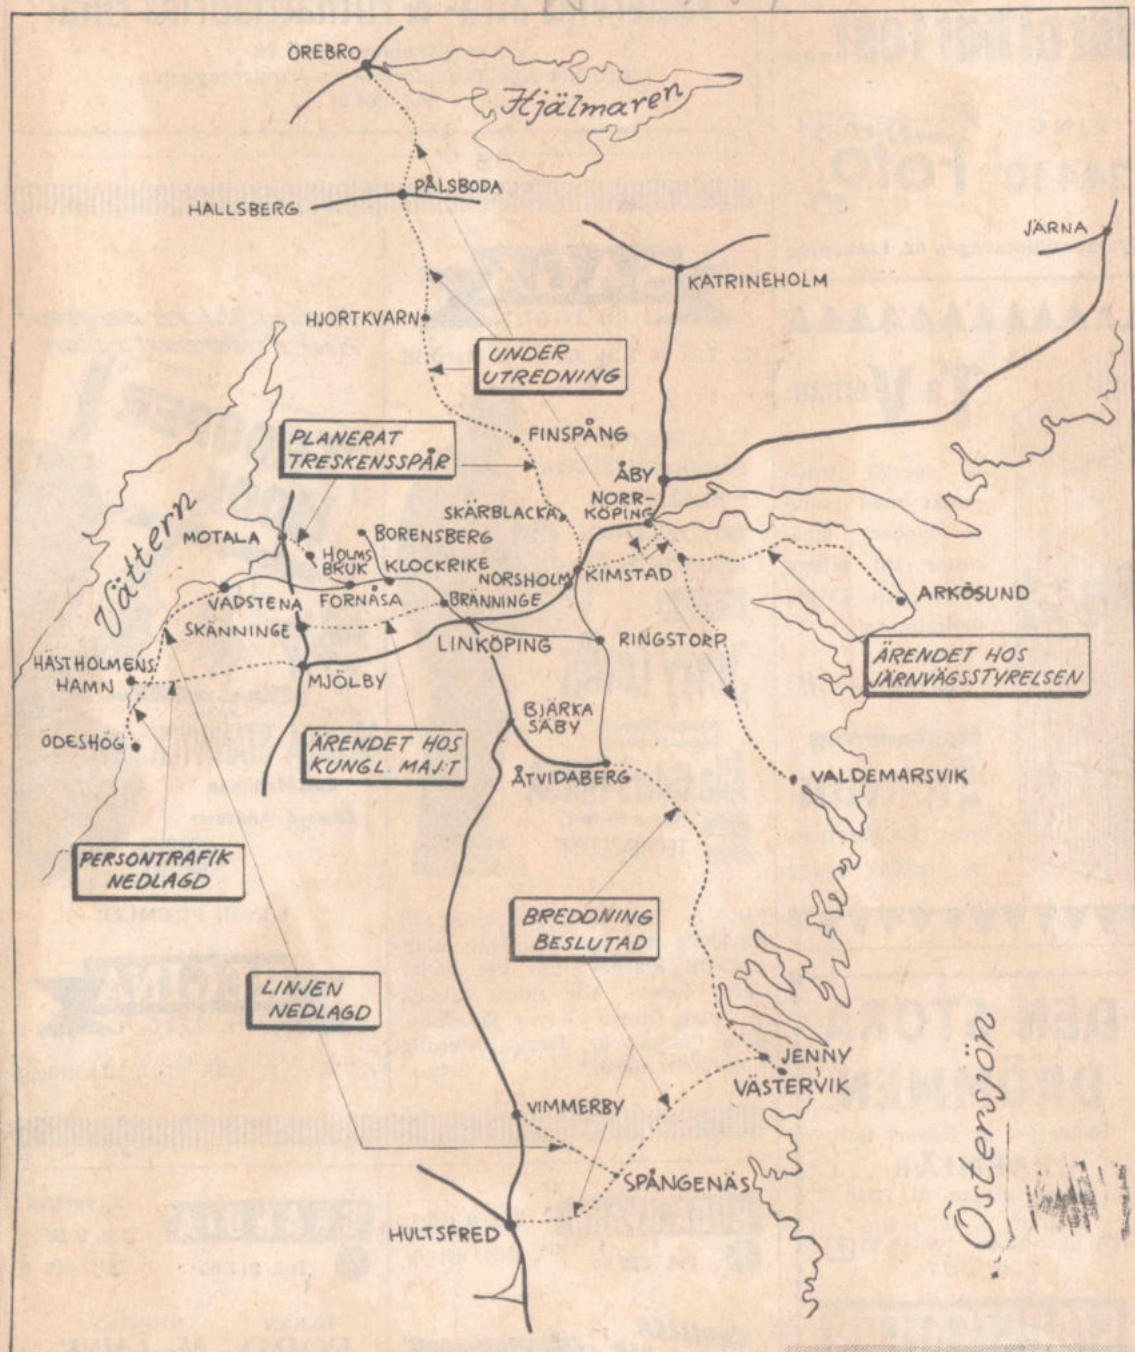 ÖREBRO
Hjälmaren
PÅLSBODA
HALLSBERG
JÄRNA
KATRINEHOLM
HJORTKVARN
UNDER
UTREDNING
PLANERAT
TRESKENSSPÅR
FINSPÅNG
ÅBY
NORR-
KÖPING
SKÄRBLACKA
Vättern
MOTALA
BORENSBERG
HOLMS
BRUK
KLOCKRIKE
NORSHOLM
KIMSTAD
VADSTENA
FORNÅSA
BRÄNNINGE
ARKÖSUND
SKÄNNINGE
LINKÖPING
RINGSTORP
ÄRENDET HOS
JÄRNVÄGSSTYRELSEN
HÄSTHOLMENS
HAMN
MJÖLBY
BJÄRKA
SÄBY
ÖDESHÖG
ÄRENDET HOS
KUNGL. MAJ:T
ÅTVIDABERG
VALDEMARSVIK
PERSONTRAFIK
NEDLAGD
BREDDNING
BESLUTAD
LINJEN
NEDLAGD
JENNY
VÄSTERVIK
VIMMERBY
SPÅNGENÄS
HULTSFRED
Östersjön